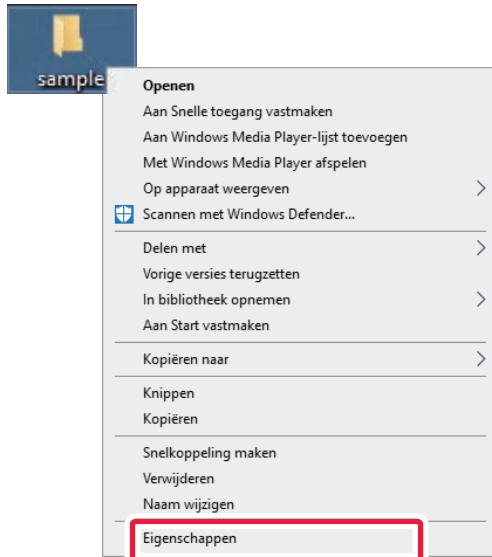 sample
Openen
Aan Snelle toegang vastmaken
Aan Windows Media Player-lijst toevoegen
Met Windows Media Player afspelen
Op apparaat weergeven
Scannen met Windows Defender...
Delen met
Vorige versies terugzetten
In bibliotheek opnemen
Aan Start vastmaken
Kopiëren naar
Knippen
Kopiëren
Snelkoppeling maken
Verwijderen
Naam wijzigen
Eigenschappen